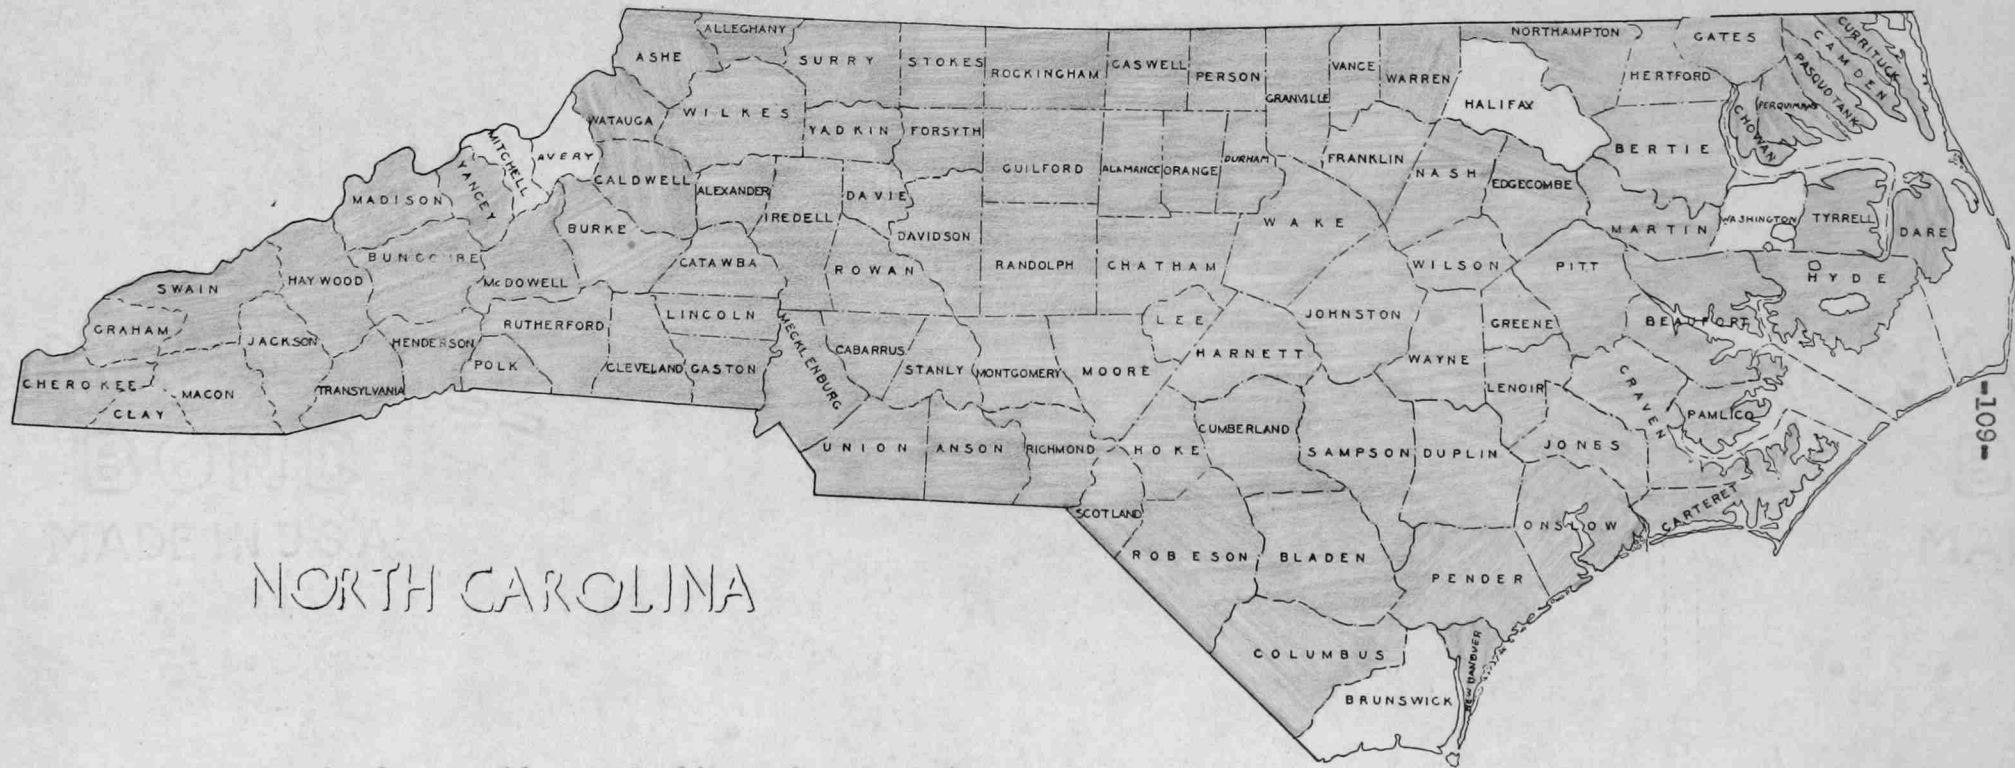 ALLEGHANY
ASHE
SURRY
STOKES
ROCKINGHAM
CASWELL
PERSON
GRANVILLE
VANCE
WARREN
NORTHAMPTON
GATES
CURRITUCK
CAMDEN
PASQUOTANK
PERQUIMANS
CHOWAN
HERTFORD
HALIFAX
WATAUGA
WILKES
YADKIN
FORSYTH
GUILFORD
ALAMANCE
ORANGE
DURHAM
FRANKLIN
NASH
EDGECOMBE
BERTIE
MITCHELL
AVERY
YANCEY
MADISON
CALDWELL
ALEXANDER
IREDELL
DAVIE
DAVIDSON
WAKE
MARTIN
WASHINGTON
TYRRELL
DARE
BURKE
BUNCOMBE
McDOWELL
CATAWBA
ROWAN
RANDOLPH
CHATHAM
WILSON
PITT
HYDE
SWAIN
HAYWOOD
GRAHAM
JACKSON
HENDERSON
RUTHERFORD
LINCOLN
MECKLENBURG
CABARRUS
STANLY
MONTGOMERY
MOORE
LEE
HARNETT
JOHNSTON
WAYNE
GREENE
BEAUFORT
CHEROKEE
MACON
CLAY
TRANSYLVANIA
POLK
CLEVELAND
GASTON
LENOIR
CRAVEN
PAMLICO
UNION
ANSON
RICHMOND
HOKE
CUMBERLAND
SAMPSON
DUPLIN
JONES
SCOTLAND
ROBESON
BLADEN
PENDER
ONSLOW
CARTERET
COLUMBUS
BRUNSWICK
NEW HANOVER
NORTH CAROLINA
-109-
BOND
MADE IN U.S.A.